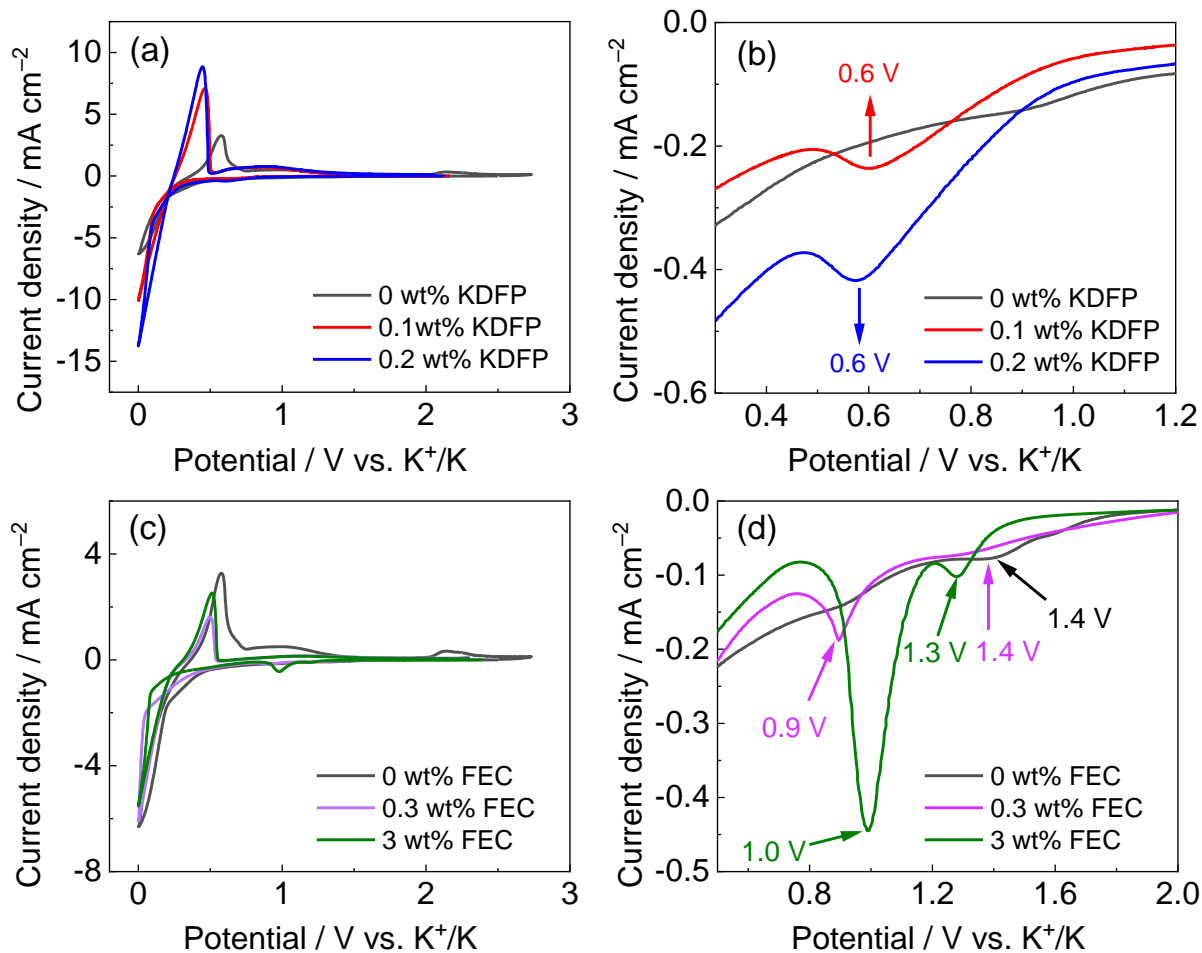 (a)
Current density / mA cm⁻²
10
5
0
-5
-10
-15
0 wt% KDFP
0.1wt% KDFP
0.2 wt% KDFP
0 1 2 3
Potential / V vs. K⁺/K
(b)
Current density / mA cm⁻²
0.0
-0.2
-0.4
-0.6
0.6 V
0.6 V
0 wt% KDFP
0.1 wt% KDFP
0.2 wt% KDFP
0.4 0.6 0.8 1.0 1.2
Potential / V vs. K⁺/K
(c)
Current density / mA cm⁻²
4
0
-4
-8
0 wt% FEC
0.3 wt% FEC
3 wt% FEC
0 1 2 3
Potential / V vs. K⁺/K
(d)
Current density / mA cm⁻²
0.0
-0.1
-0.2
-0.3
-0.4
-0.5
1.4 V
1.3 V
1.4 V
0.9 V
1.0 V
0 wt% FEC
0.3 wt% FEC
3 wt% FEC
0.8 1.2 1.6 2.0
Potential / V vs. K⁺/K